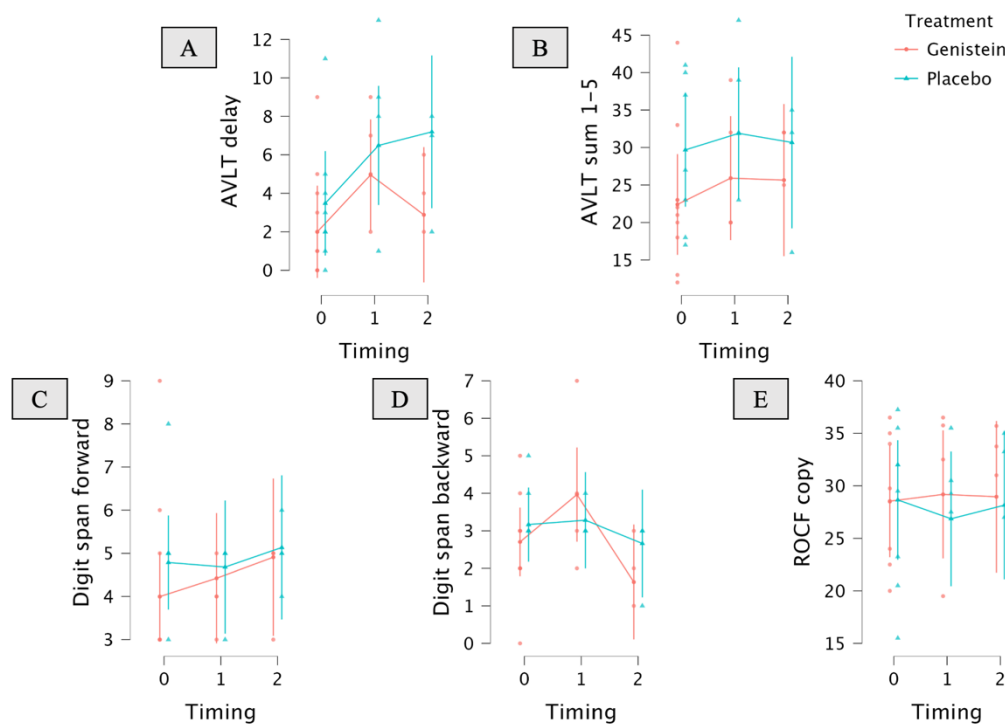 A
AVLT delay
12
10
8
6
4
2
0
0 1 2
Timing
B
AVLT sum 1–5
45
40
35
30
25
20
15
0 1 2
Timing
Treatment
Genistein
Placebo
C
Digit span forward
9
8
7
6
5
4
3
0 1 2
Timing
D
Digit span backward
7
6
5
4
3
2
1
0
0 1 2
Timing
E
ROCF copy
40
35
30
25
20
15
0 1 2
Timing